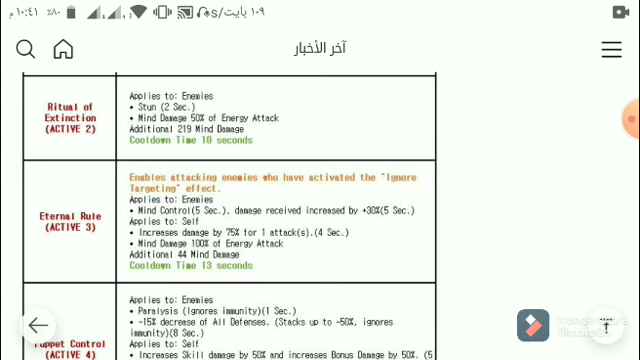 ١٠:٤١ م
٨٠٪
١٠٩ بايت/s
آخر الأخبار
Ritual of
Extinction
(ACTIVE 2)
Applies to: Enemies
• Stun (2 Sec.)
• Mind Damage 50% of Energy Attack
Additional 219 Mind Damage
Cooldown Time 10 seconds
Eternal Rule
(ACTIVE 3)
Enables attacking enemies who have activated the "Ignore
Targeting" effect.
Applies to: Enemies
• Mind Control(5 Sec.), damage received increased by +30%(5 Sec.)
Applies to: Self
• Increases damage by 75% for 1 attack(s).(4 Sec.)
• Mind Damage 100% of Energy Attack
Additional 44 Mind Damage
Cooldown Time 13 seconds
Puppet Control
(ACTIVE 4)
Applies to: Enemies
• Paralysis (Ignores immunity)(1 Sec.)
• -15% decrease of All Defenses. (Stacks up to -50%, ignores
immunity)(8 Sec.)
Applies to: Self
• Increases Skill damage by 50% and increases Bonus Damage by 50%. (5
Wondershare
Filmora